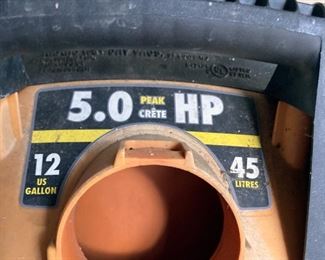 5.0 PEAK CRÊTE HP
12 US GALLON
45 LITRES